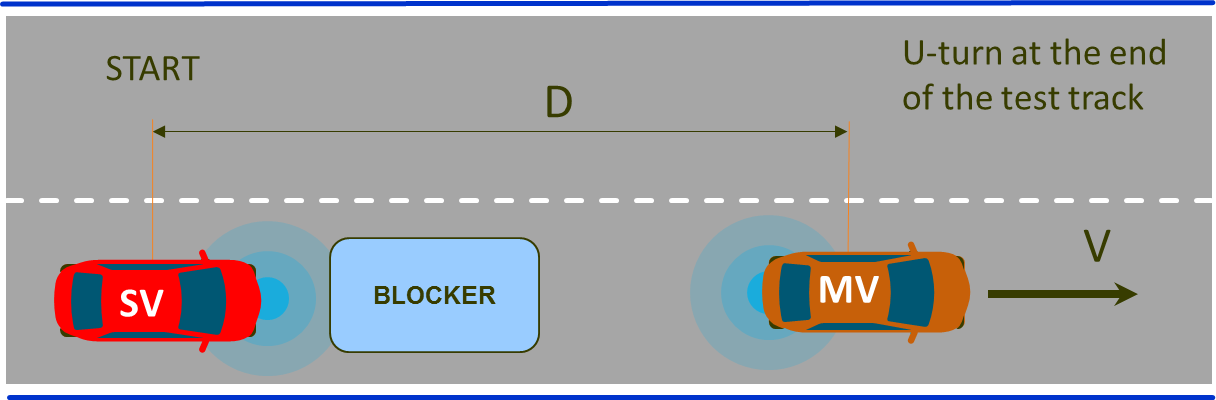 START
U-turn at the end
of the test track
D
V
SV
BLOCKER
MV